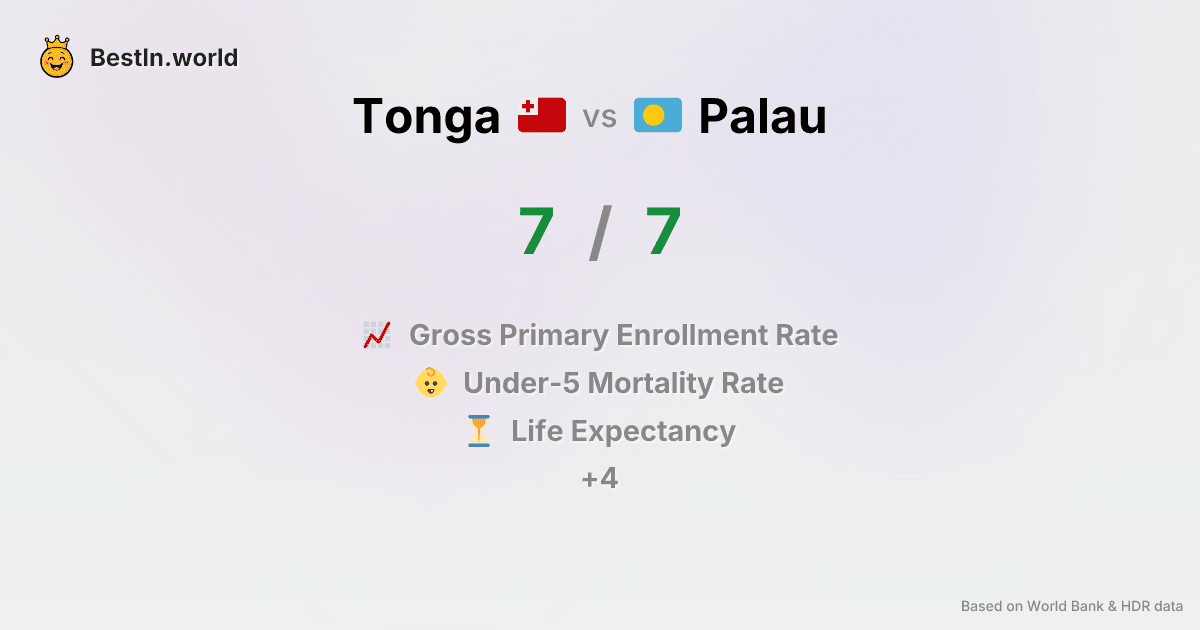 BestIn.world
Tonga vs Palau
7 / 7
Gross Primary Enrollment Rate
Under-5 Mortality Rate
Life Expectancy
+4
Based on World Bank & HDR data